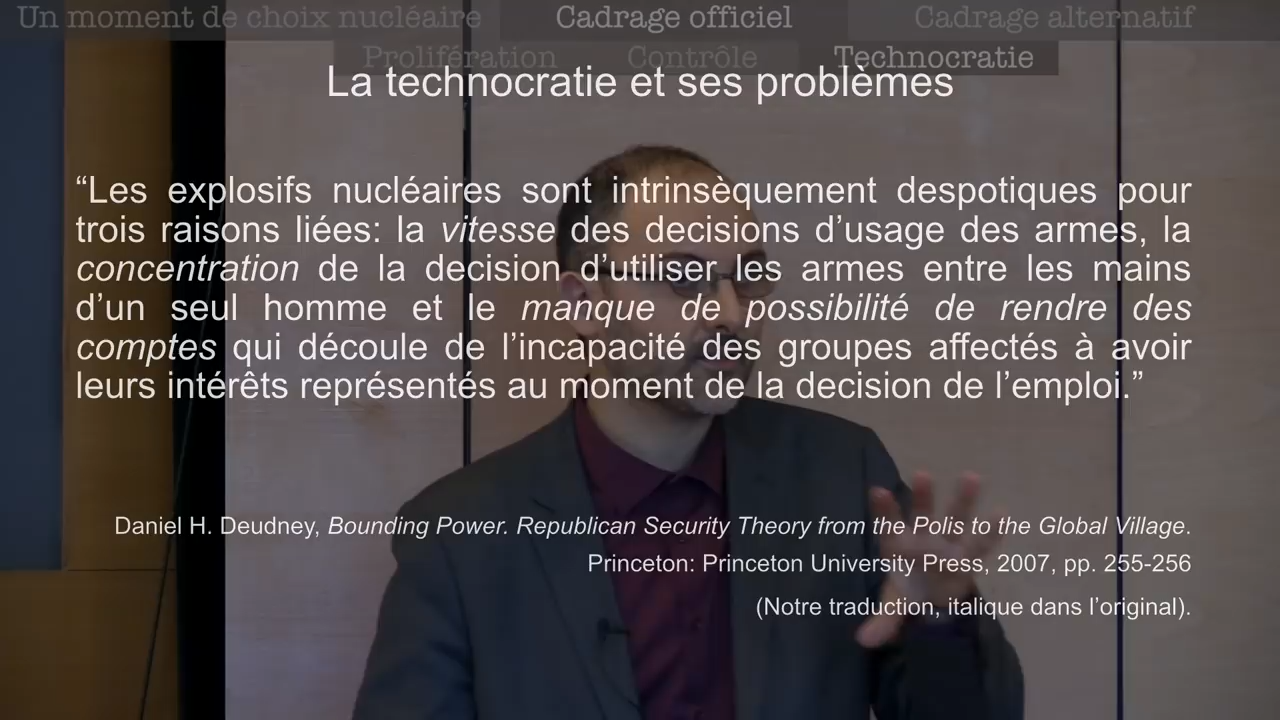 Un moment de choix nucléaire Cadrage officiel Cadrage alternatif
Prolifération Contrôle Technocratie
La technocratie et ses problèmes
“Les explosifs nucléaires sont intrinsèquement despotiques pour
trois raisons liées: la vitesse des decisions d’usage des armes, la
concentration de la decision d’utiliser les armes entre les mains
d’un seul homme et le manque de possibilité de rendre des
comptes qui découle de l’incapacité des groupes affectés à avoir
leurs intérêts représentés au moment de la decision de l’emploi.”
Daniel H. Deudney, Bounding Power. Republican Security Theory from the Polis to the Global Village.
Princeton: Princeton University Press, 2007, pp. 255-256
(Notre traduction, italique dans l’original).